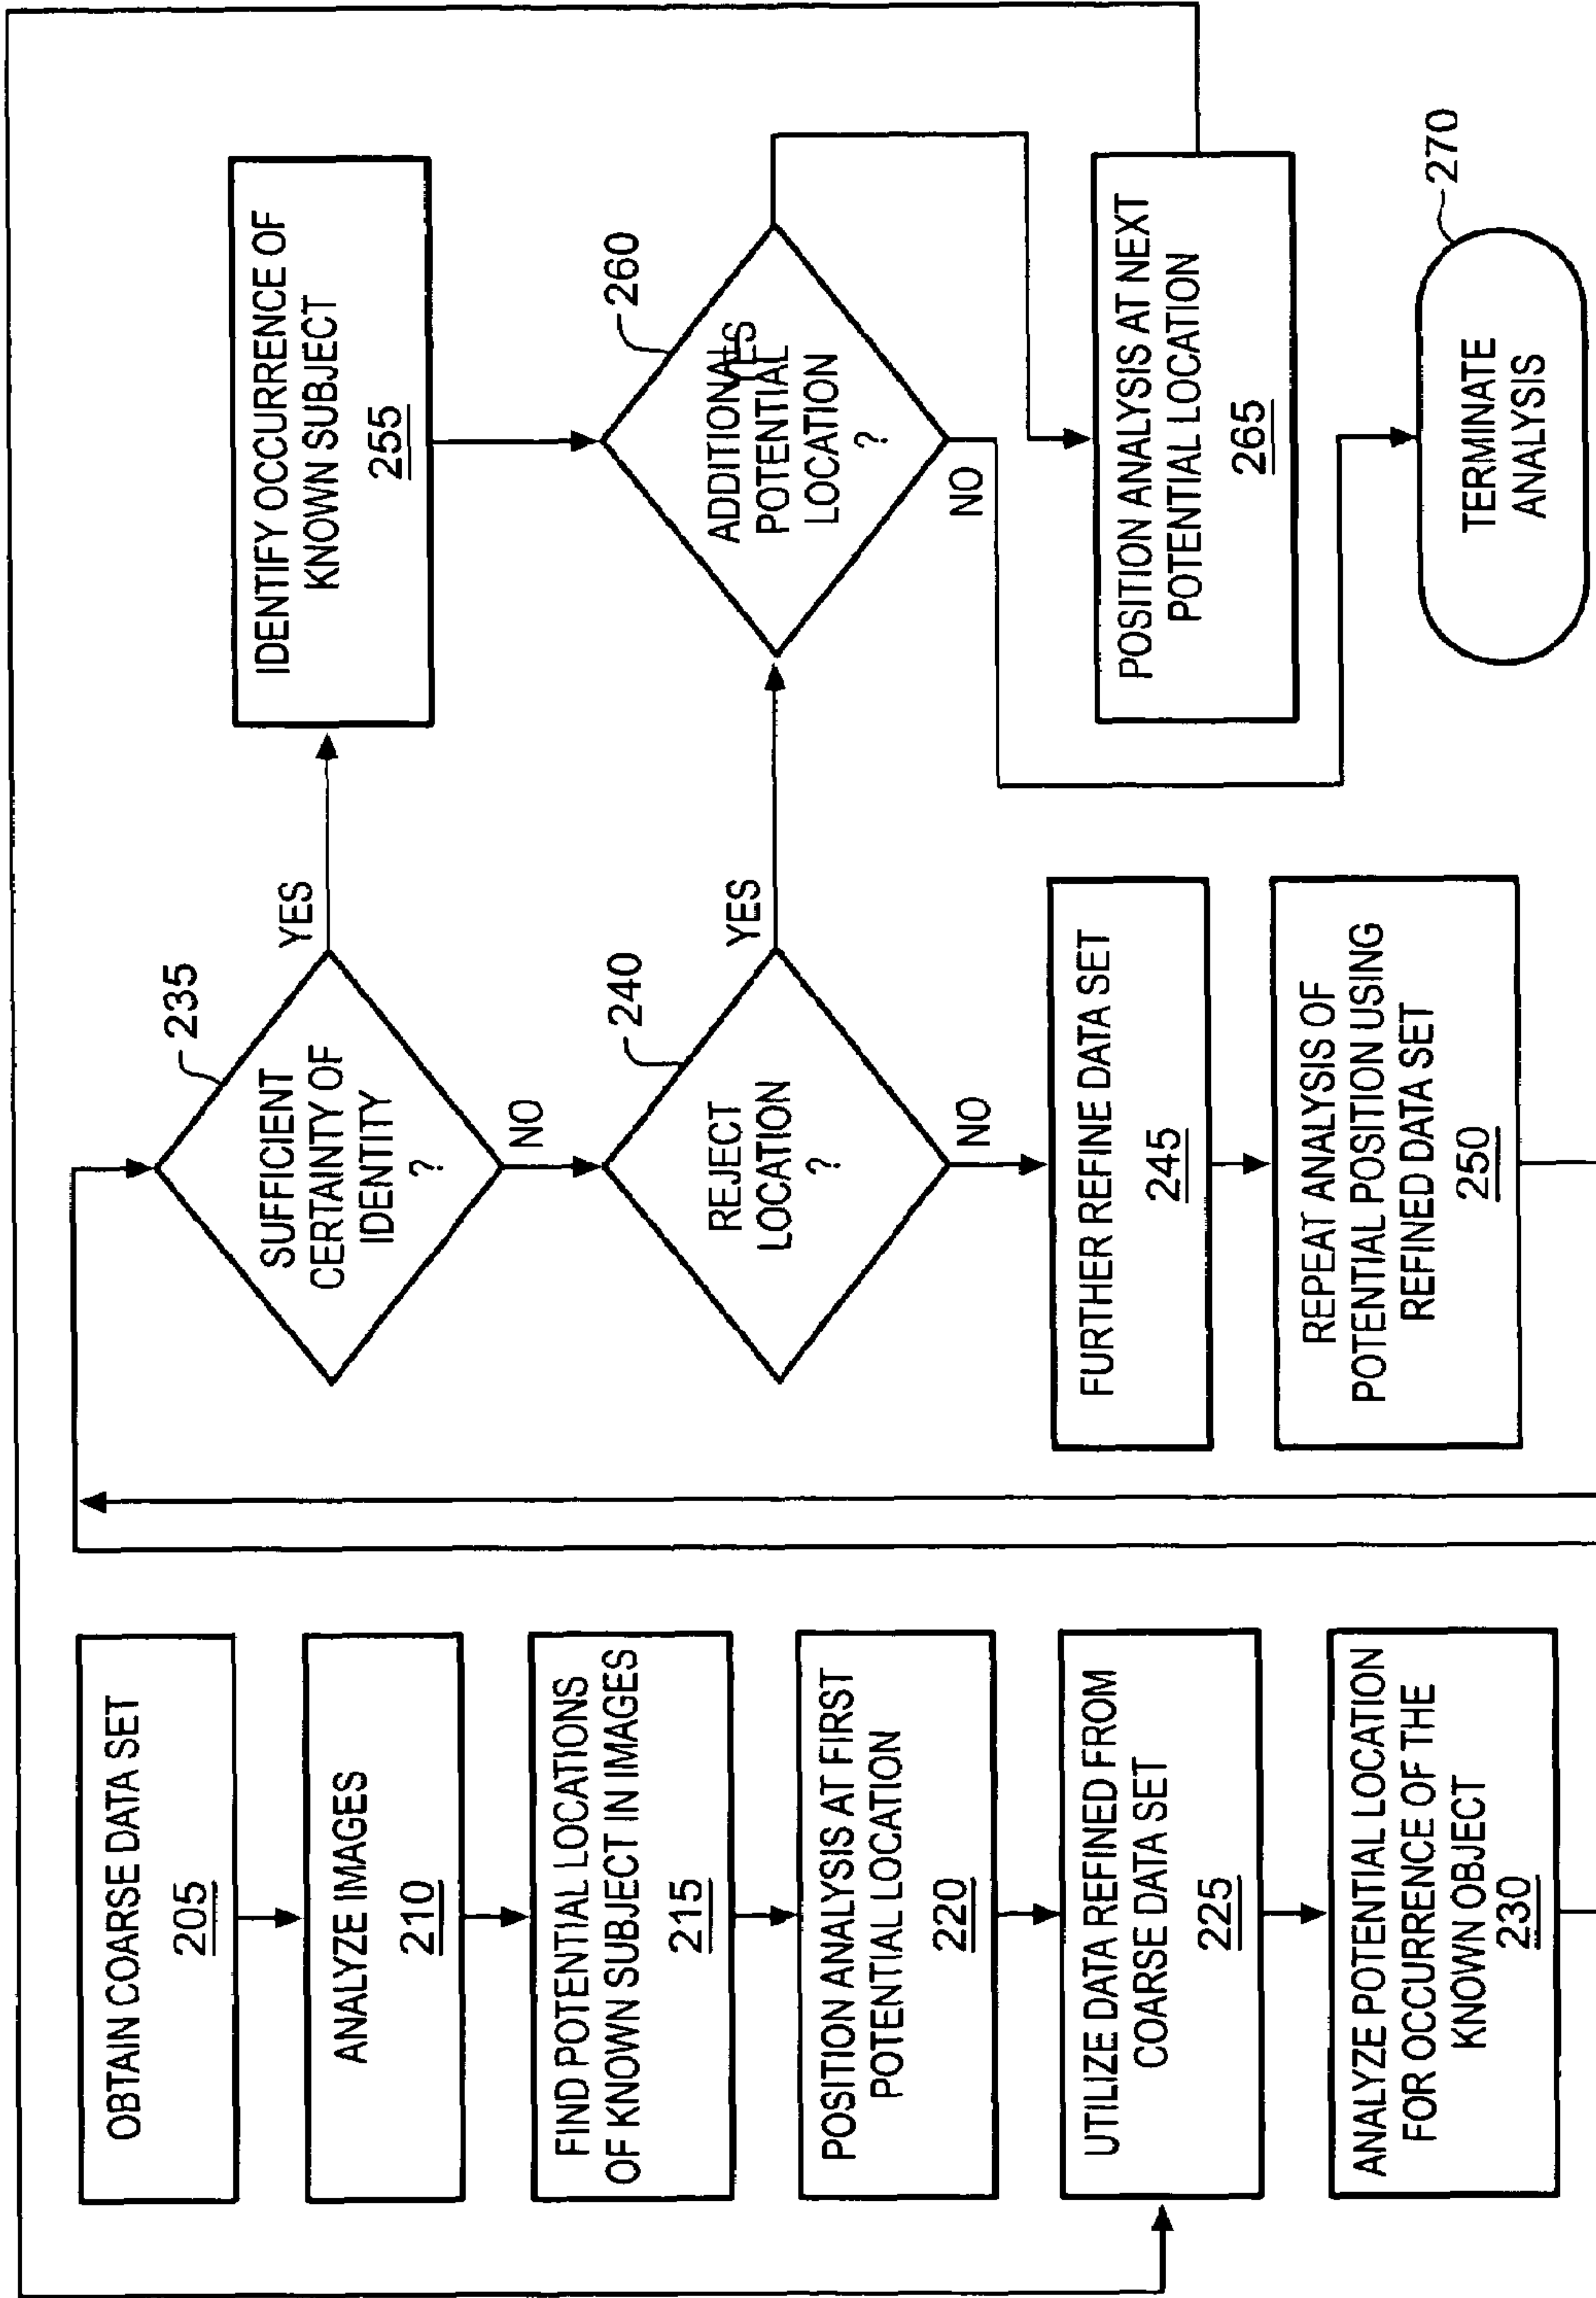 OBTAIN COARSE DATA SET
205
ANALYZE IMAGES
210
FIND POTENTIAL LOCATIONS
OF KNOWN SUBJECT IN IMAGES
215
POSITION ANALYSIS AT FIRST
POTENTIAL LOCATION
220
UTILIZE DATA REFINED FROM
COARSE DATA SET
225
ANALYZE POTENTIAL LOCATION
FOR OCCURRENCE OF THE
KNOWN OBJECT
230
235
SUFFICIENT
CERTAINTY OF
IDENTITY
?
YES
NO
240
REJECT
LOCATION
?
YES
NO
FURTHER REFINE DATA SET
245
REPEAT ANALYSIS OF
POTENTIAL POSITION USING
REFINED DATA SET
250
IDENTIFY OCCURRENCE OF
KNOWN SUBJECT
255
260
ADDITIONAL
POTENTIAL
LOCATION
?
YES
NO
POSITION ANALYSIS AT NEXT
POTENTIAL LOCATION
265
270
TERMINATE
ANALYSIS